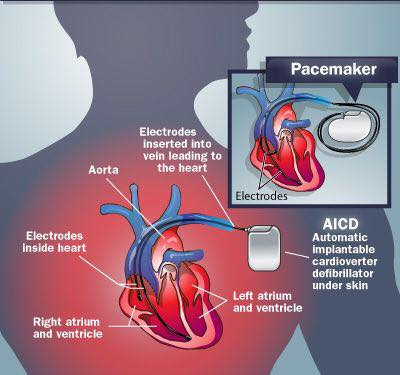 Pacemaker
Electrodes
Electrodes
inserted into
vein leading to
the heart
Aorta
AICD
Automatic
implantable
cardioverter
defibrillator
under skin
Electrodes
inside heart
Left atrium
and ventricle
Right atrium
and ventricle